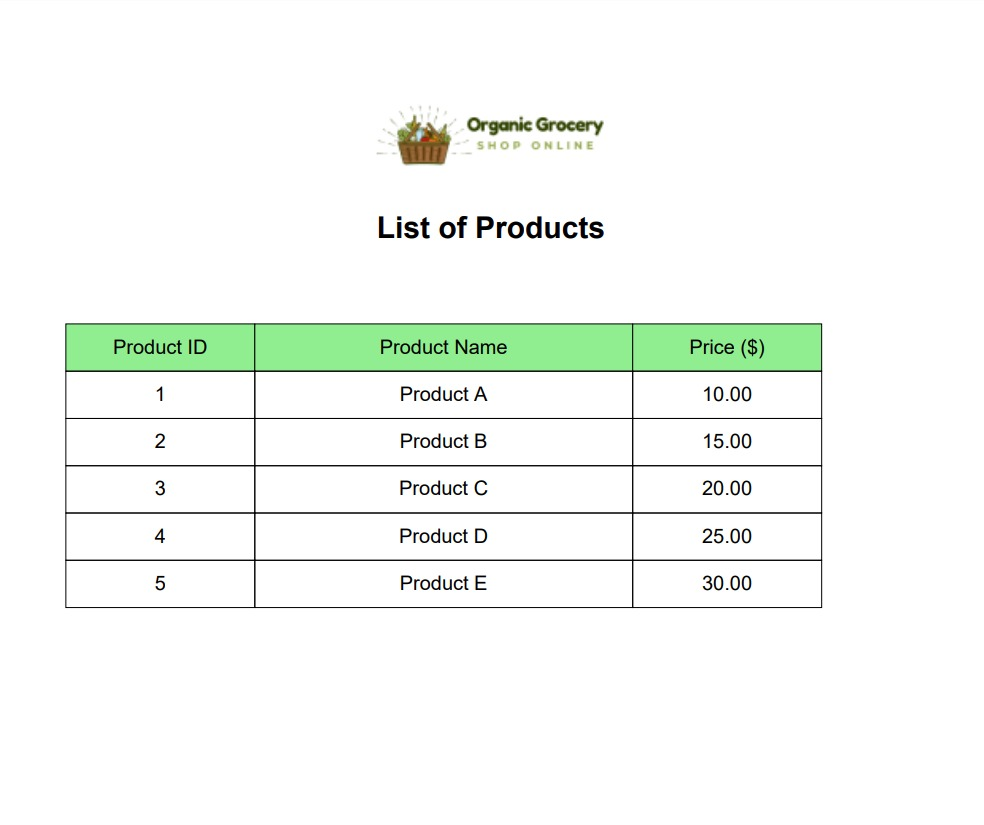 Organic Grocery
SHOP ONLINE
List of Products
Product ID Product Name Price ($)
1 Product A 10.00
2 Product B 15.00
3 Product C 20.00
4 Product D 25.00
5 Product E 30.00